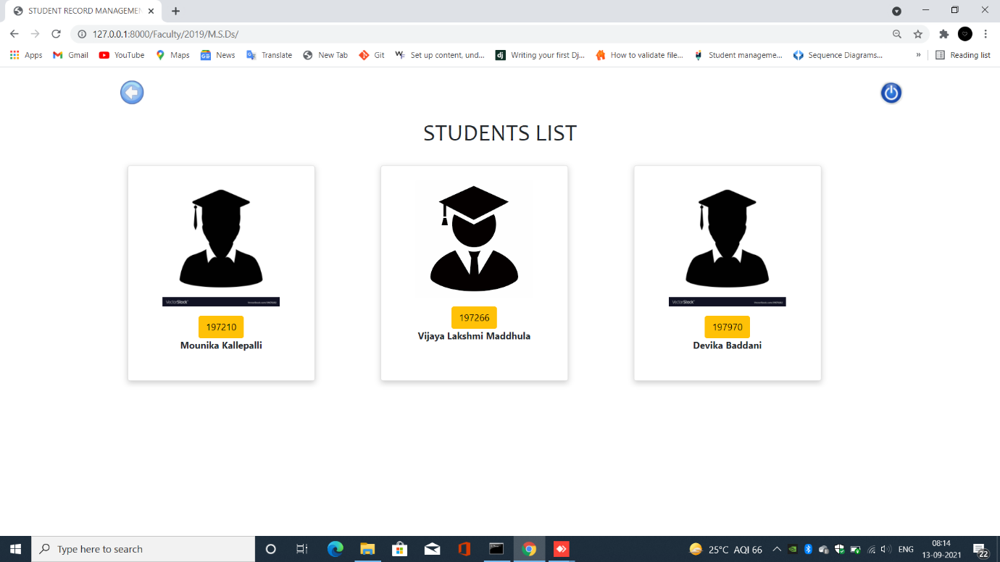 STUDENT RECORD MANAGEMEN
127.0.0.1:8000/Faculty/2019/M.S.Ds/
Apps
Gmail
YouTube
Maps
News
Translate
New Tab
Git
Set up content, und...
dj
Writing your first Dj...
How to validate file...
Student manageme...
Sequence Diagrams...
»
Reading list
STUDENTS LIST
VectorStock
VectorStock
197210
197266
197970
Mounika Kallepalli
Vijaya Lakshmi Maddhula
Devika Baddani
Type here to search
25°C AQI 66
ENG
08:14
13-09-2021
22